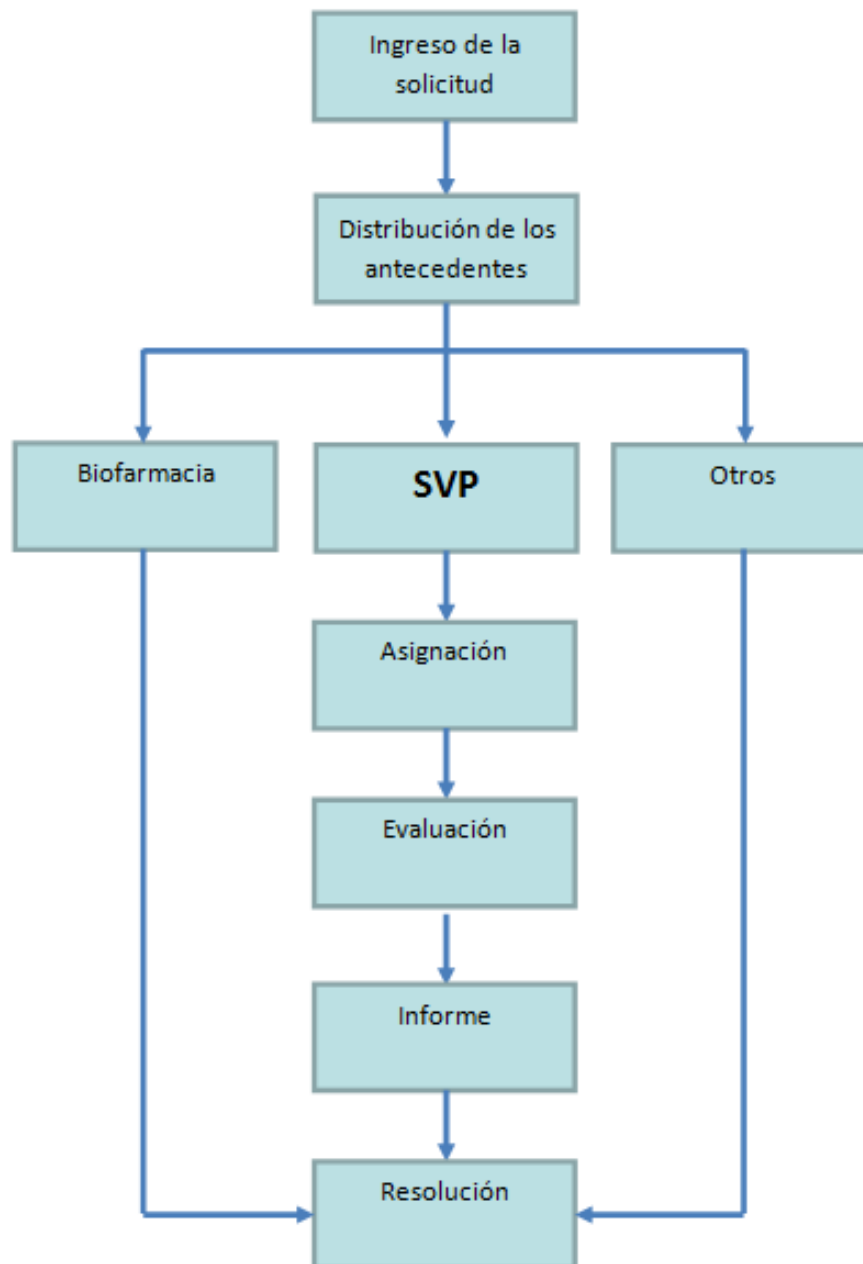 Ingreso de la
solicitud
Distribución de los
antecedentes
Biofarmacia
SVP
Otros
Asignación
Evaluación
Informe
Resolución